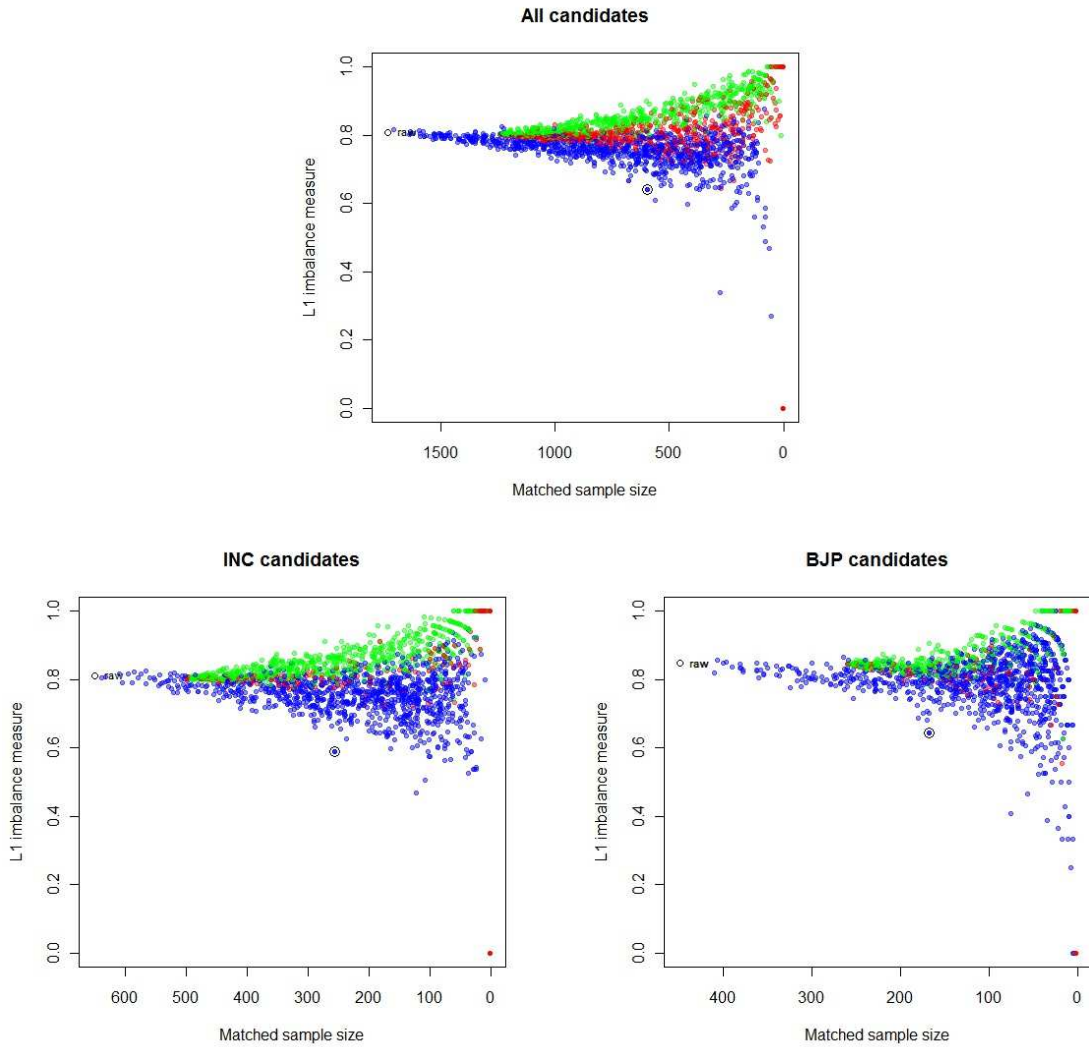 All candidates
1.0
0.8
0.6
0.4
0.2
0.0
L1 imbalance measure
raw
1500 1000 500 0
Matched sample size
INC candidates
1.0
0.8
0.6
0.4
0.2
0.0
L1 imbalance measure
raw
600 500 400 300 200 100 0
Matched sample size
BJP candidates
1.0
0.8
0.6
0.4
0.2
0.0
L1 imbalance measure
raw
400 300 200 100 0
Matched sample size